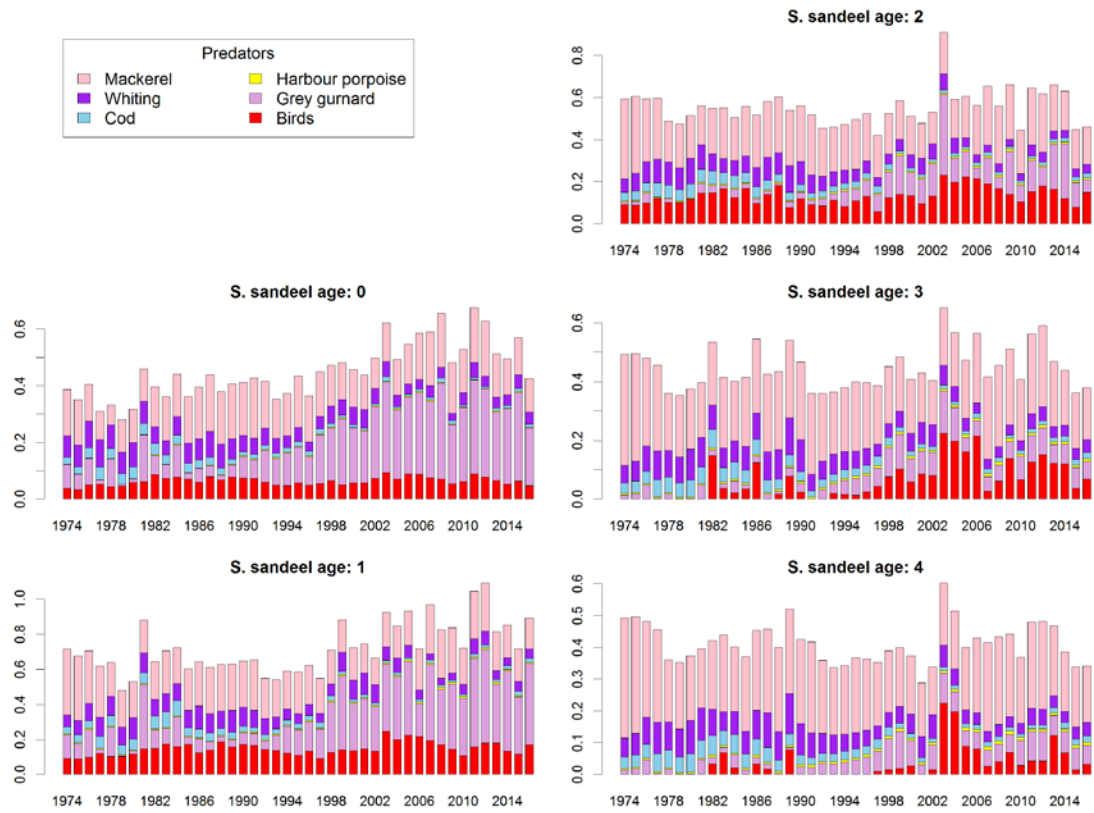 Predators
Mackerel Harbour porpoise
Whiting Grey gurnard
Cod Birds
S. sandeel age: 2
0.8
0.4
0.2
0.0
1974 1978 1982 1986 1990 1994 1998 2002 2006 2010 2014
S. sandeel age: 0
0.6
0.4
0.2
0.0
1974 1978 1982 1986 1990 1994 1998 2002 2006 2010 2014
S. sandeel age: 3
0.6
0.4
0.2
0.0
1974 1978 1982 1986 1990 1994 1998 2002 2006 2010 2014
S. sandeel age: 1
1.0
0.8
0.6
0.4
0.2
0.0
1974 1978 1982 1986 1990 1994 1998 2002 2006 2010 2014
S. sandeel age: 4
0.6
0.5
0.4
0.3
0.2
0.1
0.0
1974 1978 1982 1986 1990 1994 1998 2002 2006 2010 2014